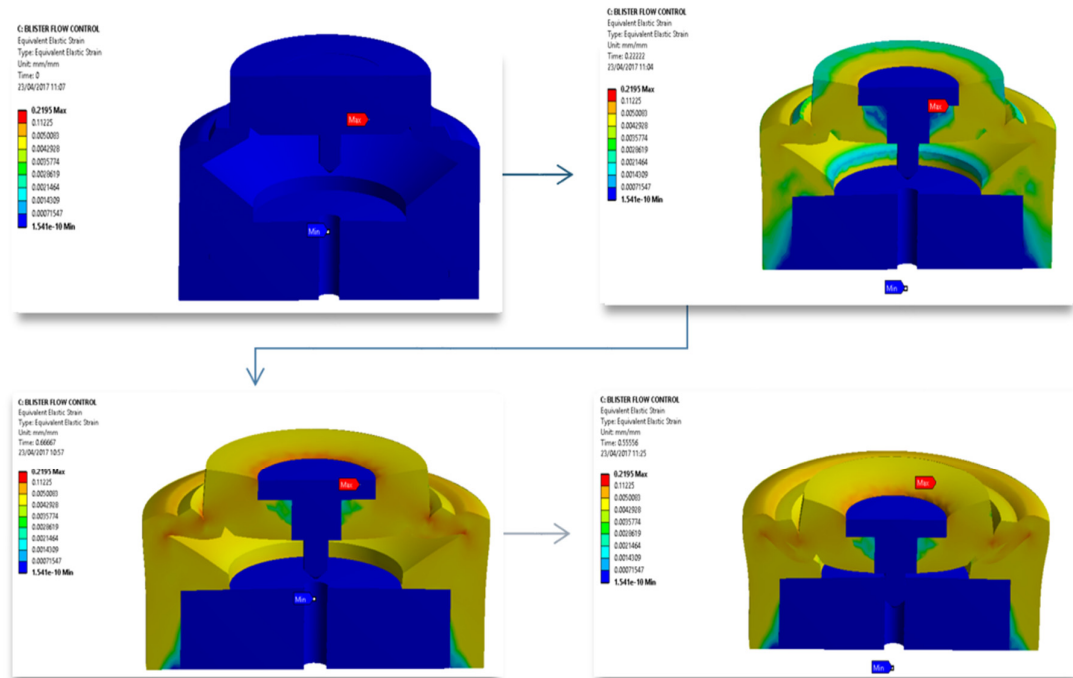 C: BLISTER FLOW CONTROL
Equivalent Elastic Strain
Type: Equivalent Elastic Strain
Unit: mm/mm
Time: 0
23/04/2017 11:07
0.2195 Max
0.11225
0.0050083
0.0042928
0.0035774
0.0028619
0.0021464
0.0014309
0.00071547
1.541e-10 Min
Max
Min
C: BLISTER FLOW CONTROL
Equivalent Elastic Strain
Type: Equivalent Elastic Strain
Unit: mm/mm
Time: 0.22222
23/04/2017 11:04
0.2195 Max
0.11225
0.0050083
0.0042928
0.0035774
0.0028619
0.0021464
0.0014309
0.00071547
1.541e-10 Min
Max
Min
C: BLISTER FLOW CONTROL
Equivalent Elastic Strain
Type: Equivalent Elastic Strain
Unit: mm/mm
Time: 0.66667
23/04/2017 10:57
0.2195 Max
0.11225
0.0050083
0.0042928
0.0035774
0.0028619
0.0021464
0.0014309
0.00071547
1.541e-10 Min
Max
Min
C: BLISTER FLOW CONTROL
Equivalent Elastic Strain
Type: Equivalent Elastic Strain
Unit: mm/mm
Time: 0.55556
23/04/2017 11:25
0.2195 Max
0.11225
0.0050083
0.0042928
0.0035774
0.0028619
0.0021464
0.0014309
0.00071547
1.541e-10 Min
Max
Min